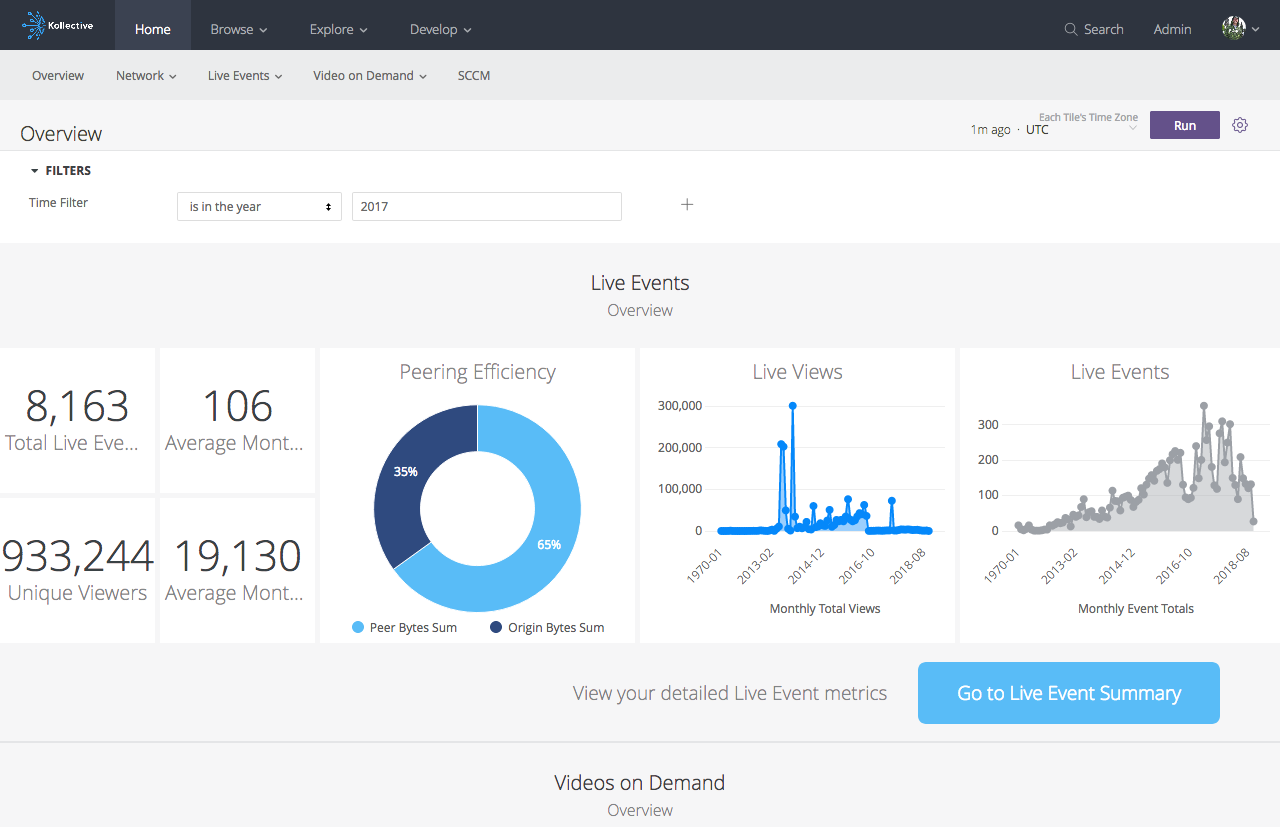 Kollective Home Browse Explore Develop Search Admin
Overview Network Live Events Video on Demand SCCM
Overview
Each Tile's Time Zone
1m ago · UTC
Run
FILTERS
Time Filter is in the year 2017
Live Events
Overview
8,163
Total Live Eve...
106
Average Mont...
933,244
Unique Viewers
19,130
Average Mont...
Peering Efficiency
35%
65%
Peer Bytes Sum Origin Bytes Sum
Live Views
300,000
200,000
100,000
0
1970-01 2013-02 2014-12 2016-10 2018-08
Monthly Total Views
Live Events
300
200
100
0
1970-01 2013-02 2014-12 2016-10 2018-08
Monthly Event Totals
View your detailed Live Event metrics Go to Live Event Summary
Videos on Demand
Overview